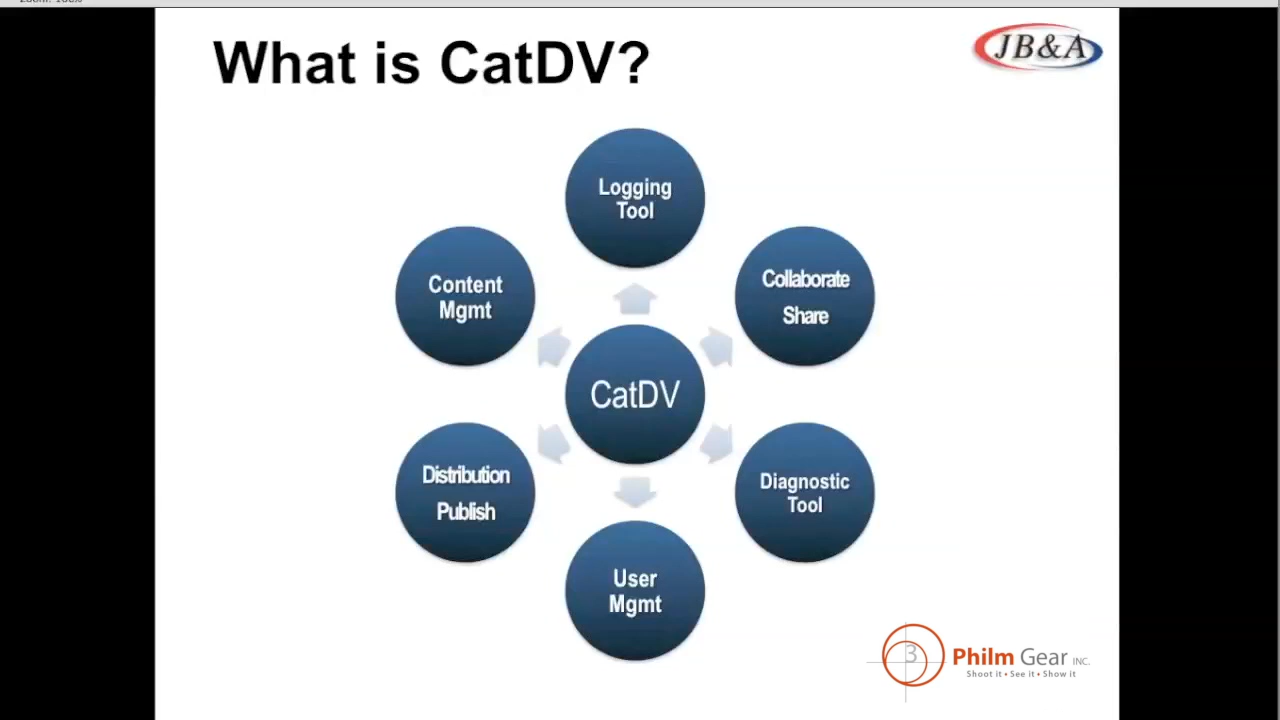 What is CatDV?
JB&A
Logging
Tool
Content
Mgmt
Collaborate
Share
CatDV
Distribution
Publish
Diagnostic
Tool
User
Mgmt
3
Philm Gear INC.
Shoot it • See it • Show it